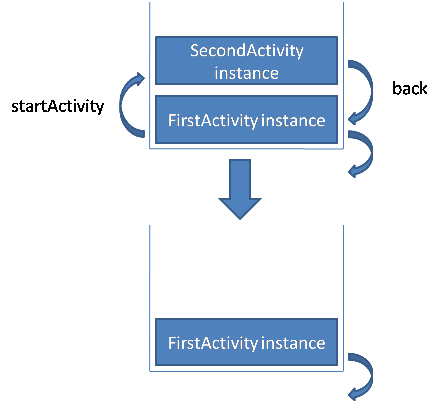 SecondActivity
instance
startActivity
back
FirstActivity instance
FirstActivity instance